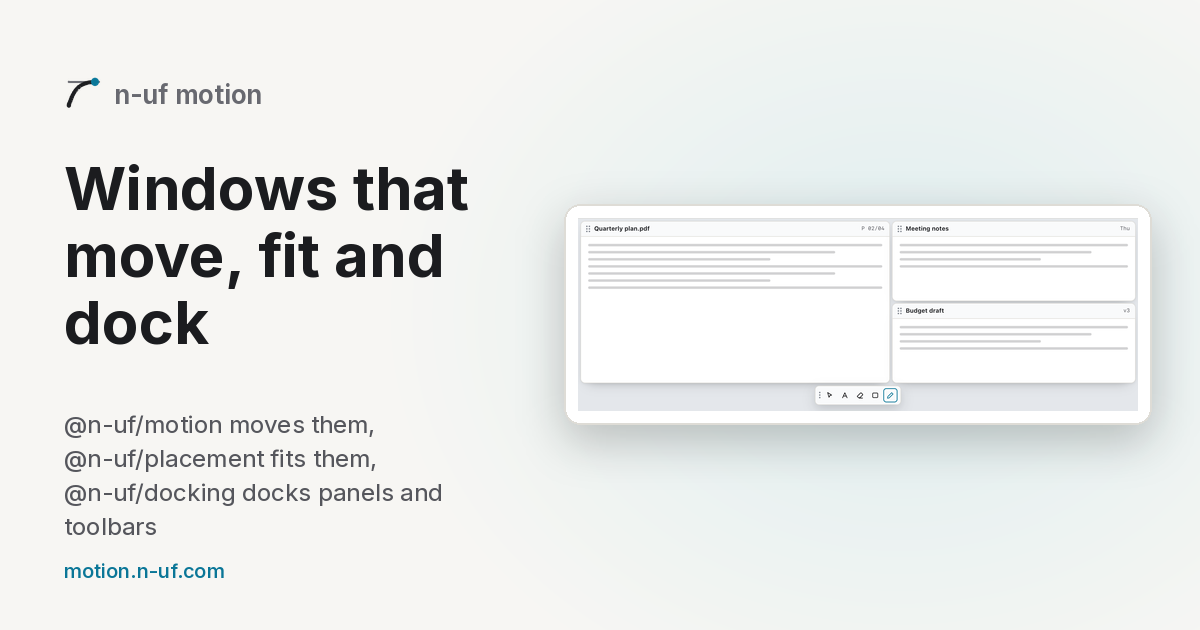 n-uf motion
Windows that
move, fit and
dock
@n-uf/motion moves them,
@n-uf/placement fits them,
@n-uf/docking docks panels and
toolbars
motion.n-uf.com
Quarterly plan.pdf
P 02/04
Meeting notes
Thu
Budget draft
v3
A